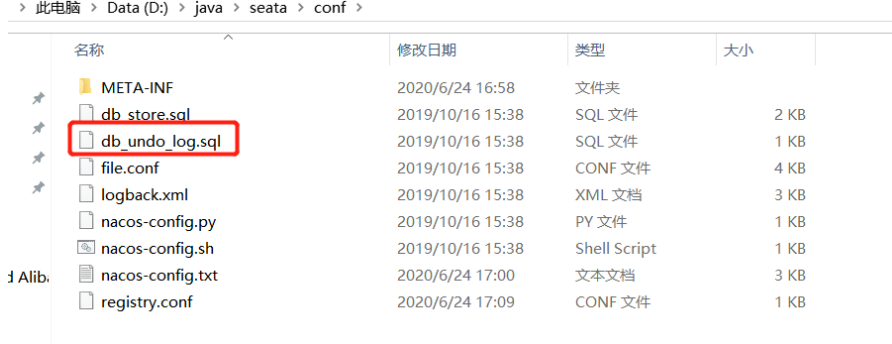 > 此电脑 > Data (D:) > java > seata > conf >
名称 修改日期 类型 大小
META-INF 2020/6/24 16:58 文件夹
db_store.sql 2019/10/16 15:38 SQL 文件 2 KB
db_undo_log.sql 2019/10/16 15:38 SQL 文件 1 KB
file.conf 2019/10/16 15:38 CONF 文件 4 KB
logback.xml 2019/10/16 15:38 XML 文档 3 KB
nacos-config.py 2019/10/16 15:38 PY 文件 1 KB
nacos-config.sh 2019/10/16 15:38 Shell Script 1 KB
d Aliba nacos-config.txt 2020/6/24 17:00 文本文档 3 KB
registry.conf 2020/6/24 17:09 CONF 文件 1 KB